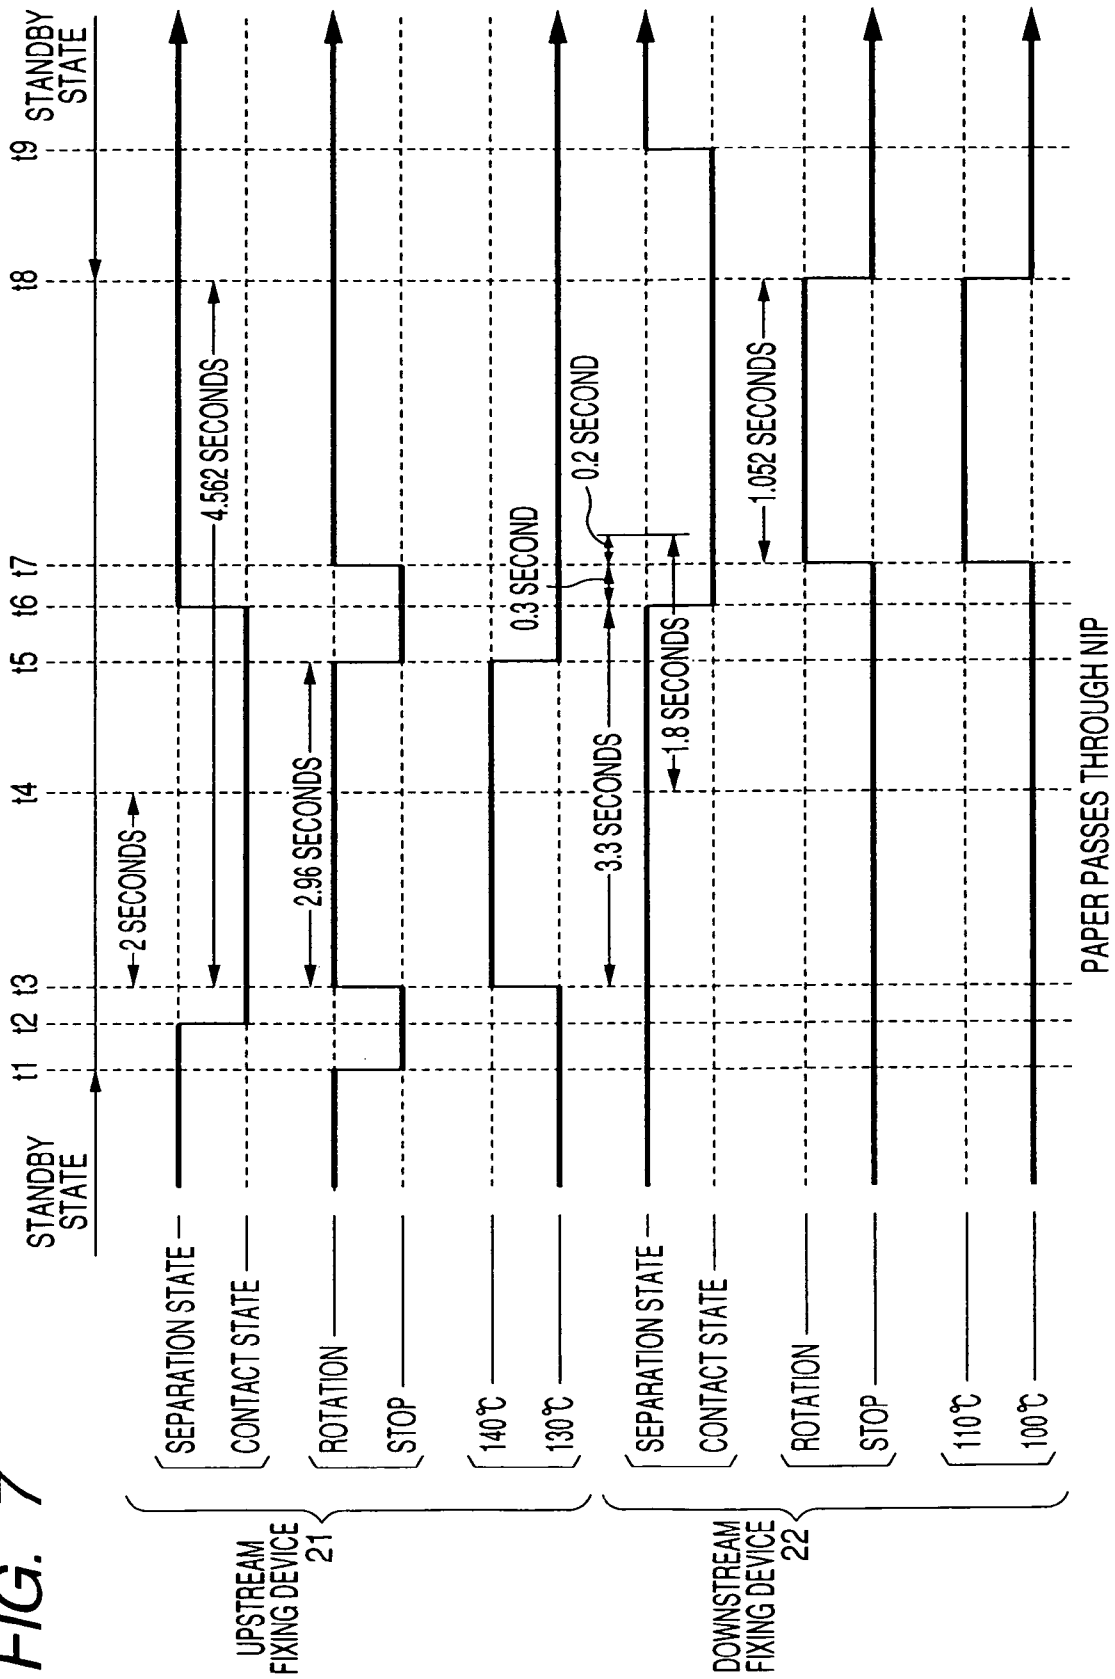 FIG. 7
STANDBY
STATE
t1
t2
t3
t4
t5
t6
t7
t8
t9
STANDBY
STATE
2 SECONDS
UPSTREAM
FIXING DEVICE
21
SEPARATION STATE
CONTACT STATE
4.562 SECONDS
ROTATION
STOP
2.96 SECONDS
140°C
130°C
0.3 SECOND
0.2 SECOND
DOWNSTREAM
FIXING DEVICE
22
3.3 SECONDS
SEPARATION STATE
CONTACT STATE
1.8 SECONDS
1.052 SECONDS
ROTATION
STOP
110°C
100°C
PAPER PASSES THROUGH NIP